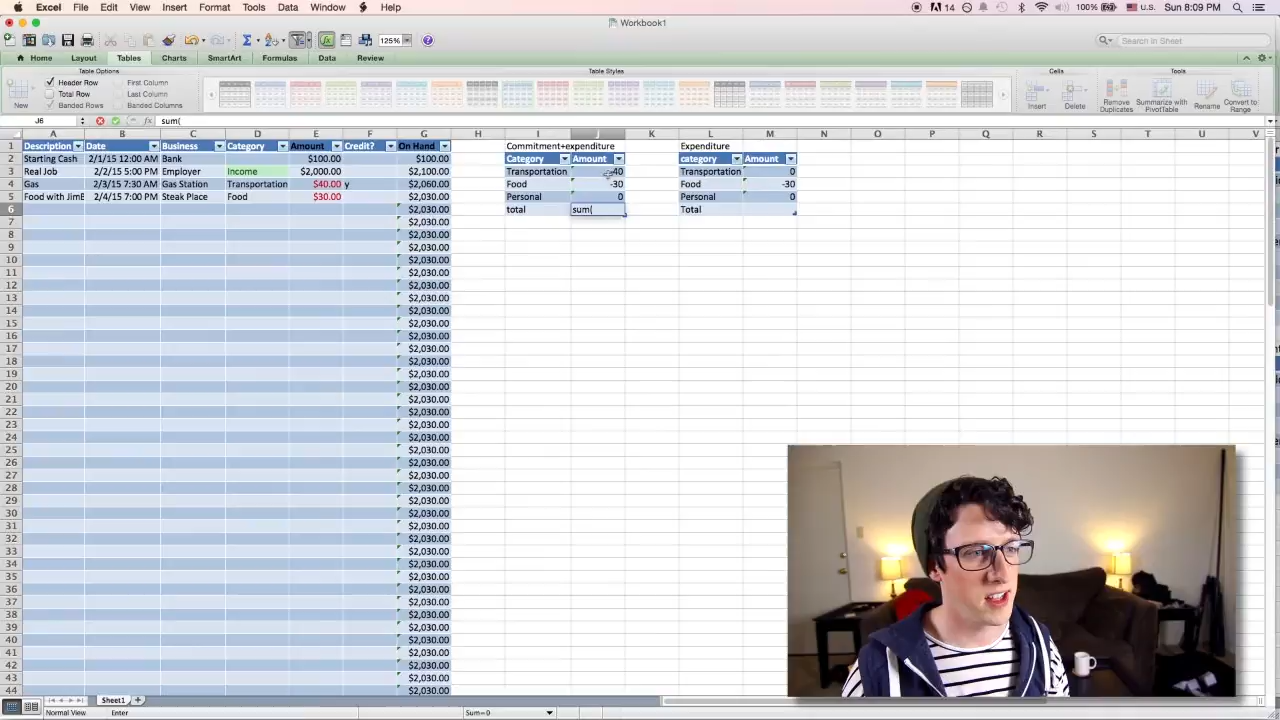 Excel File Edit View Insert Format Tools Data Window Help 14 100% U.S. Sun 8:09 PM
Workbook1
125% Search in Sheet
Home Layout Tables Charts SmartArt Formulas Data Review
Table Options Table Styles Cells Tools
New Header Row First Column
Total Row Last Column
Banded Rows Banded Columns
Insert Delete Remove Duplicates Summarize with PivotTable Rename Convert to Range
J6 fx sum(
A B C D E F G H I J K L M N O P Q R S T U V
1 Description Date Business Category Amount Credit? On Hand Commitment+expenditure Expenditure
2 Starting Cash 2/1/15 12:00 AM Bank $100.00 $100.00 Category Amount category Amount
3 Real Job 2/2/15 5:00 PM Employer Income $2,000.00 $2,100.00 Transportation -40 Transportation 0
4 Gas 2/3/15 7:30 AM Gas Station Transportation $40.00 y $2,060.00 Food -30 Food -30
5 Food with JimB 2/4/15 7:30 PM Steak Place Food $30.00 $2,030.00 Personal 0 Personal 0
6 $2,030.00 total sum( Total
7 $2,030.00
8 $2,030.00
9 $2,030.00
10 $2,030.00
11 $2,030.00
12 $2,030.00
13 $2,030.00
14 $2,030.00
15 $2,030.00
16 $2,030.00
17 $2,030.00
18 $2,030.00
19 $2,030.00
20 $2,030.00
21 $2,030.00
22 $2,030.00
23 $2,030.00
24 $2,030.00
25 $2,030.00
26 $2,030.00
27 $2,030.00
28 $2,030.00
29 $2,030.00
30 $2,030.00
31 $2,030.00
32 $2,030.00
33 $2,030.00
34 $2,030.00
35 $2,030.00
36 $2,030.00
37 $2,030.00
38 $2,030.00
39 $2,030.00
40 $2,030.00
41 $2,030.00
42 $2,030.00
43 $2,030.00
44 $2,030.00
Sheet1
Normal View Enter Sum=0